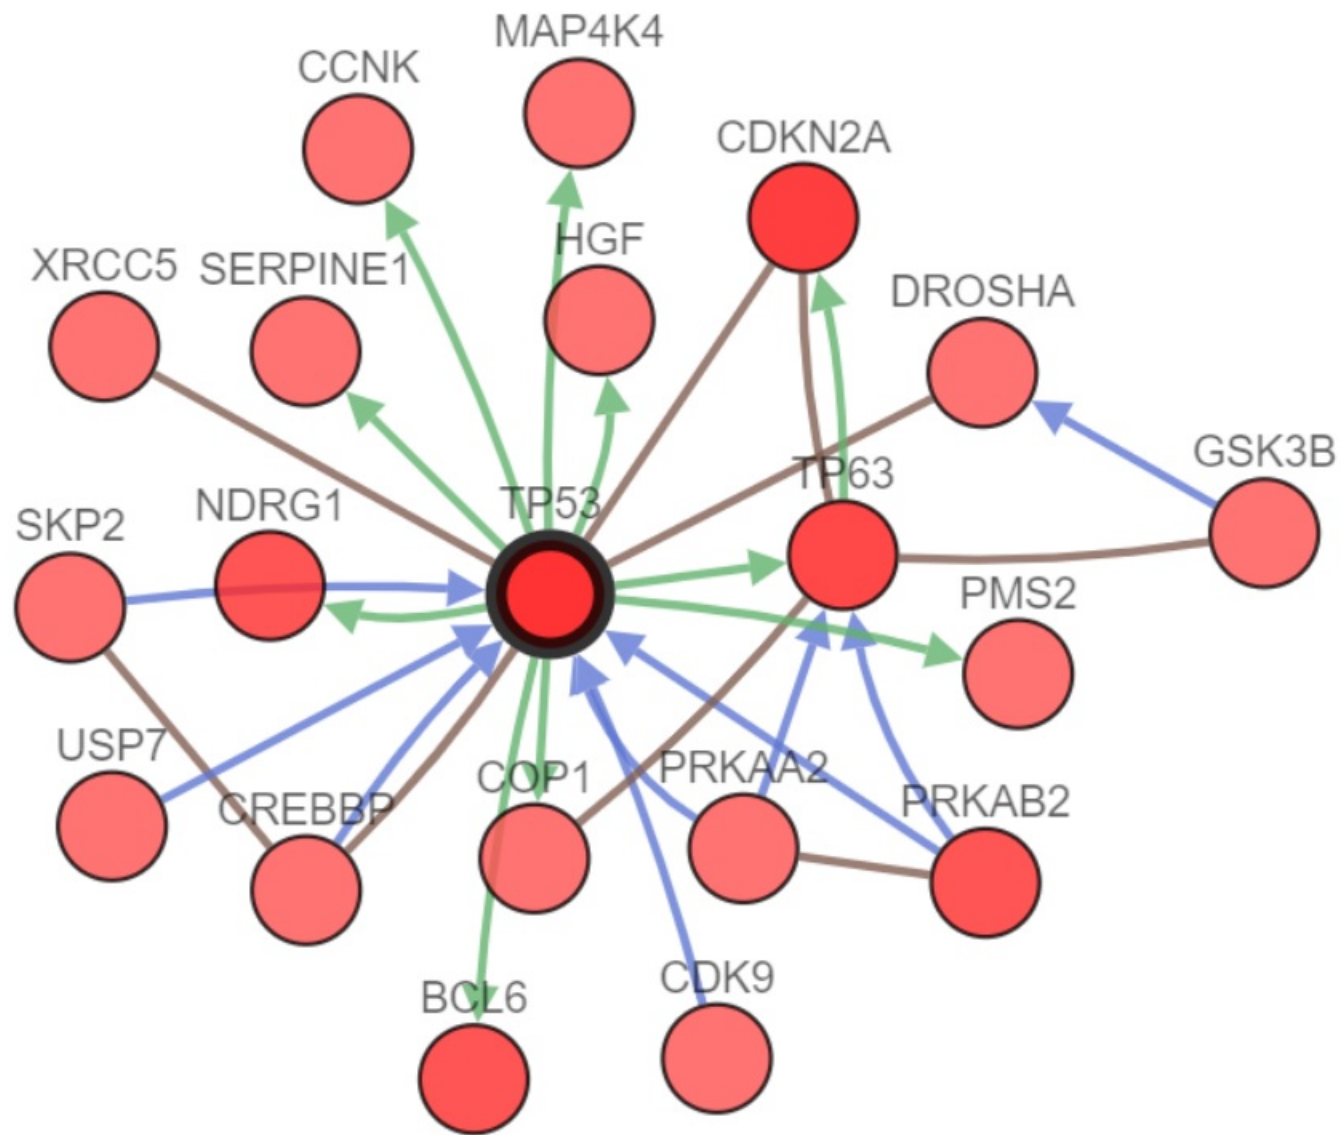 MAP4K4
CCNK
CDKN2A
HGF
XRCC5
SERPINE1
DROSHA
GSK3B
TP63
TP53
NDRG1
SKP2
PMS2
USP7
COP1
PRKAA2
CREBBP
PRKAB2
CDK9
BCL6